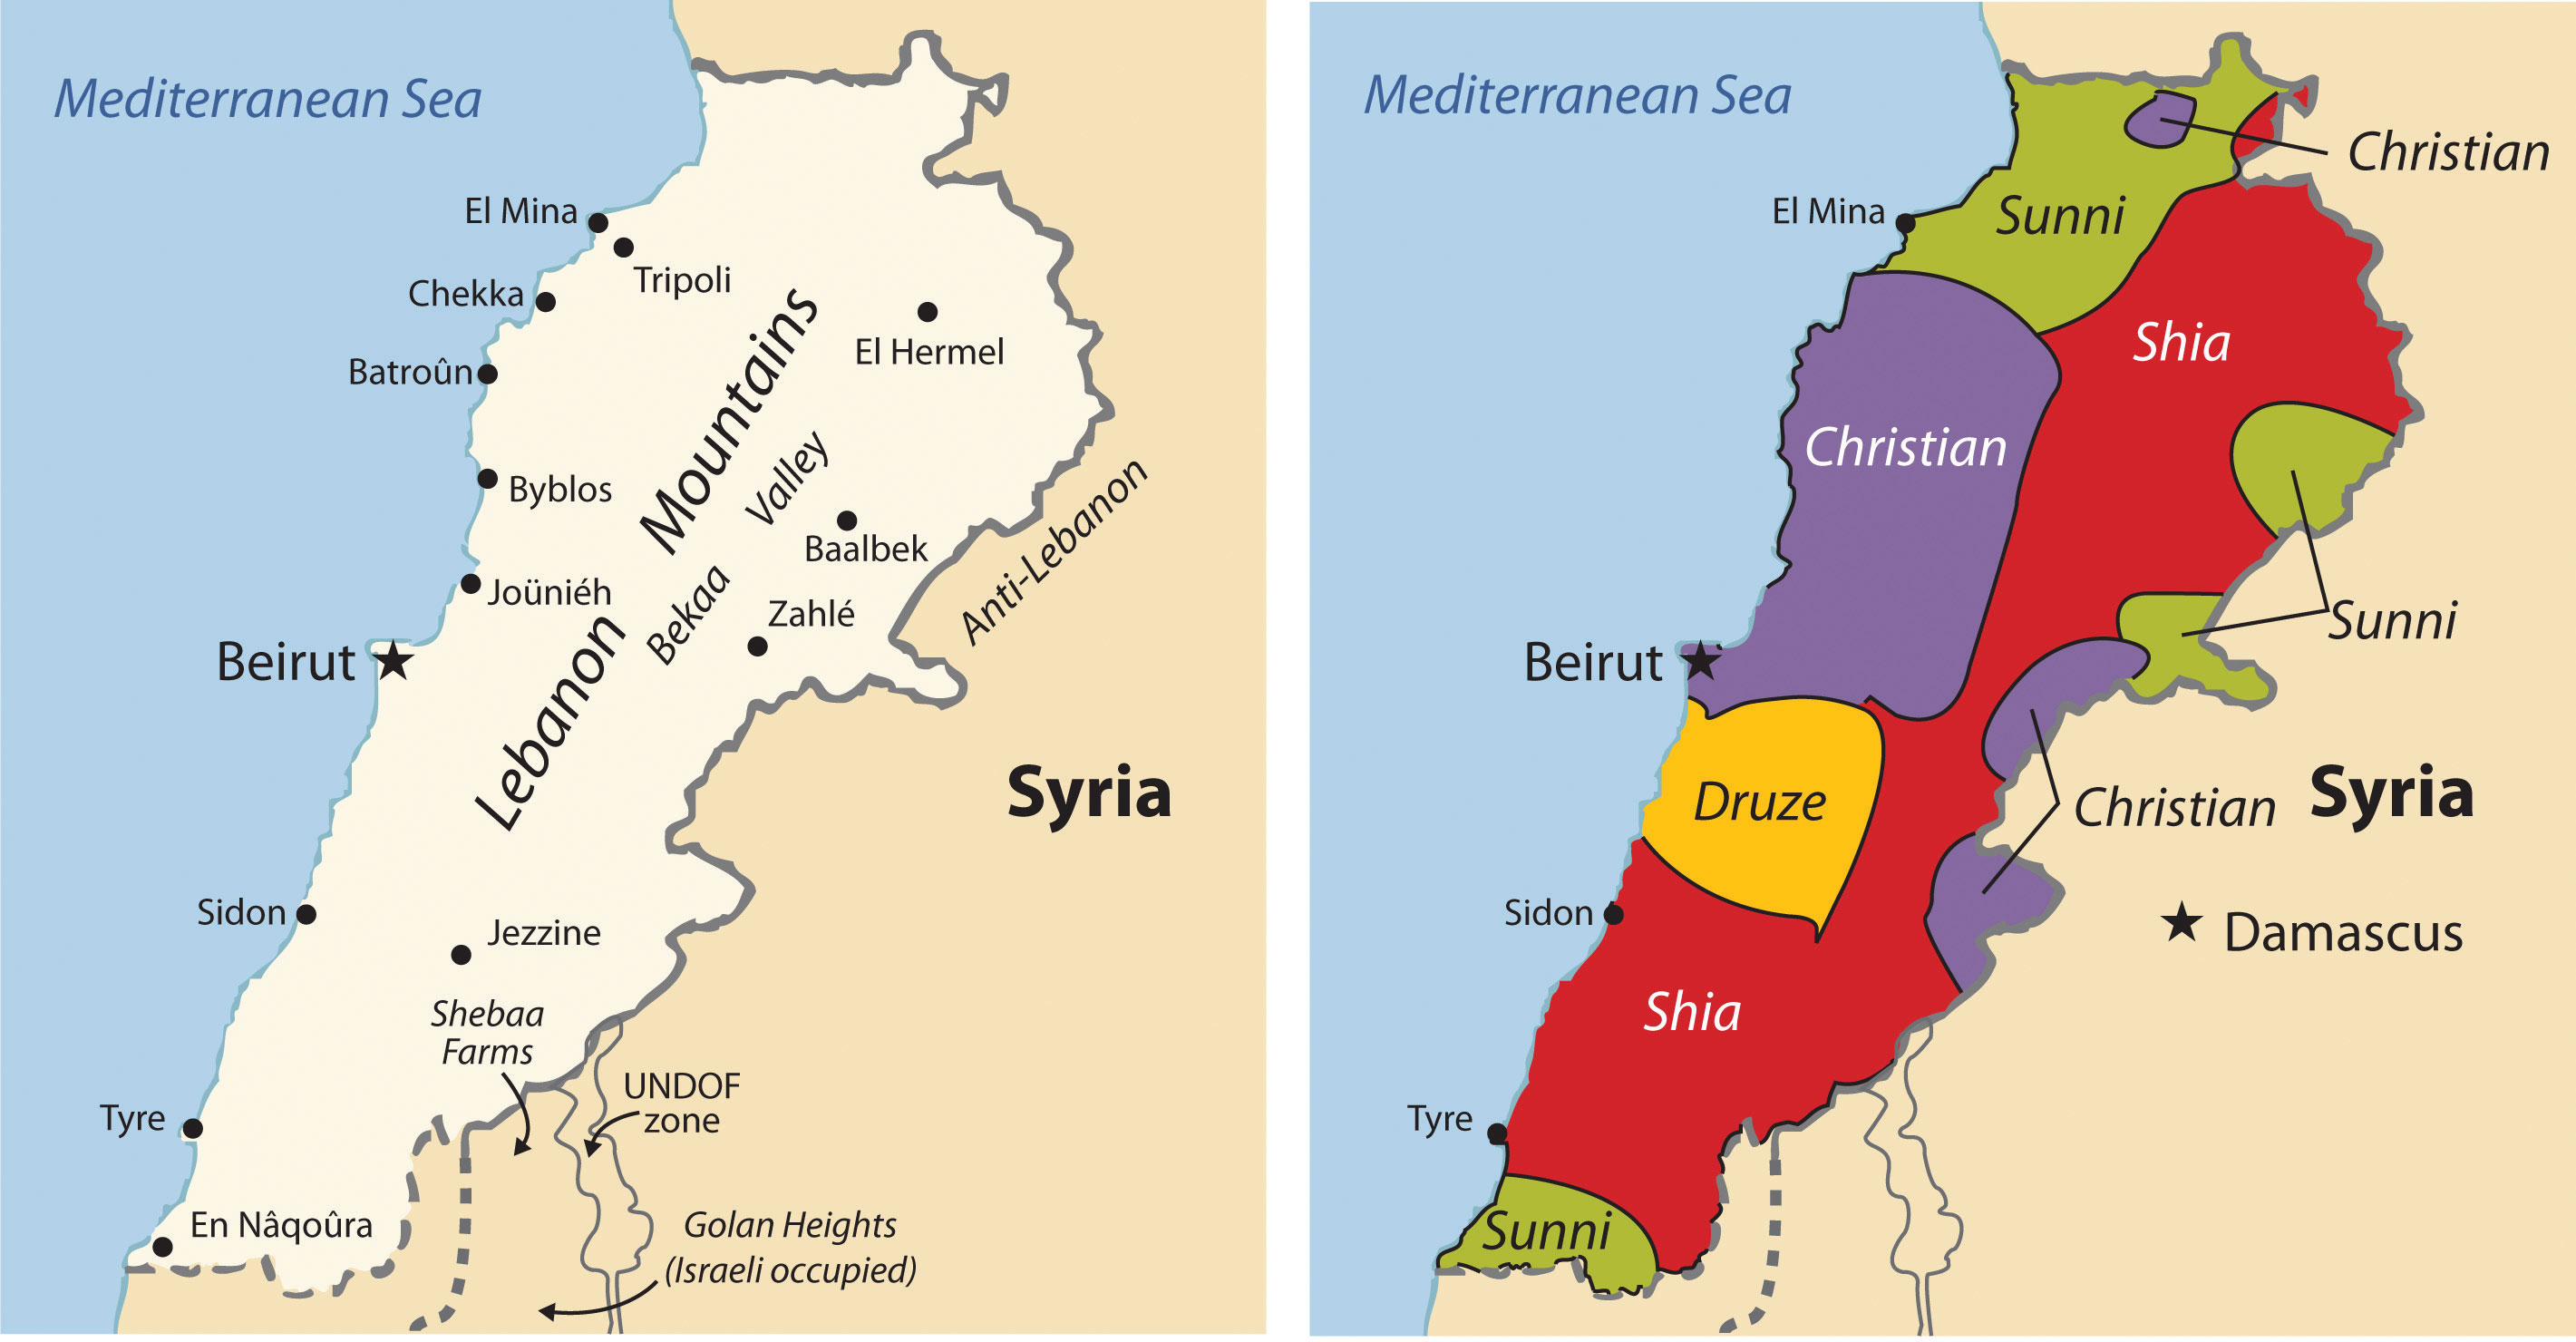 Mediterranean Sea
El Mina
Tripoli
Chekka
El Hermel
Batroûn
Lebanon Mountains
Byblos
Bekaa Valley
Baalbek
Anti-Lebanon
Joüniéh
Zahlé
Beirut
Syria
Sidon
Jezzine
Shebaa
Farms
UNDOF
zone
Tyre
En Nâqoûra
Golan Heights
(Israeli occupied)
Mediterranean Sea
Christian
El Mina
Sunni
Shia
Christian
Sunni
Beirut
Druze
Christian
Syria
Sidon
Damascus
Shia
Tyre
Sunni